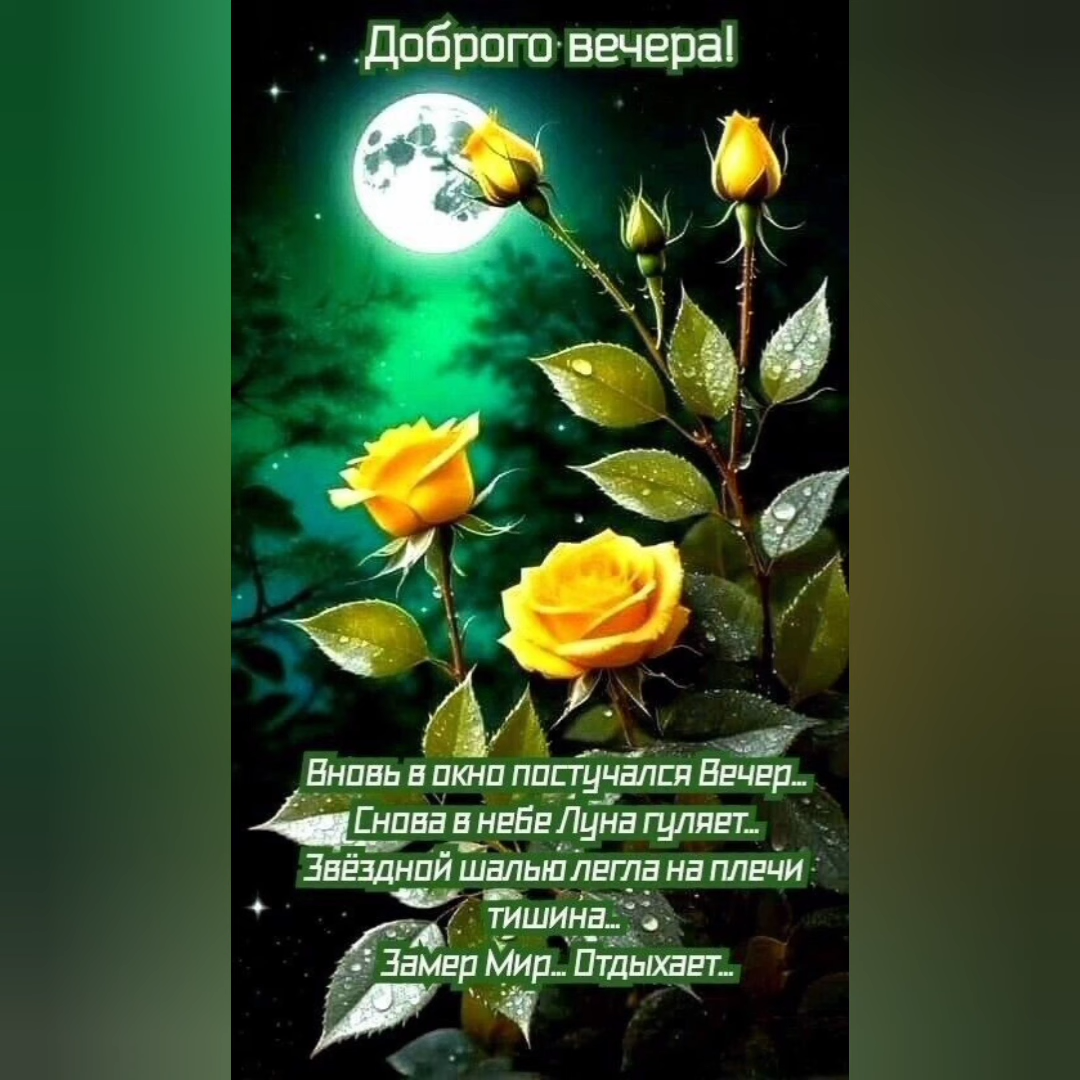 Доброго вечера!
Вновь в окно постучался Вечер...
Снова в небе Луна гуляет...
Звёздной шалью легла на плечи
тишина...
Замер Мир... Отдыхает...